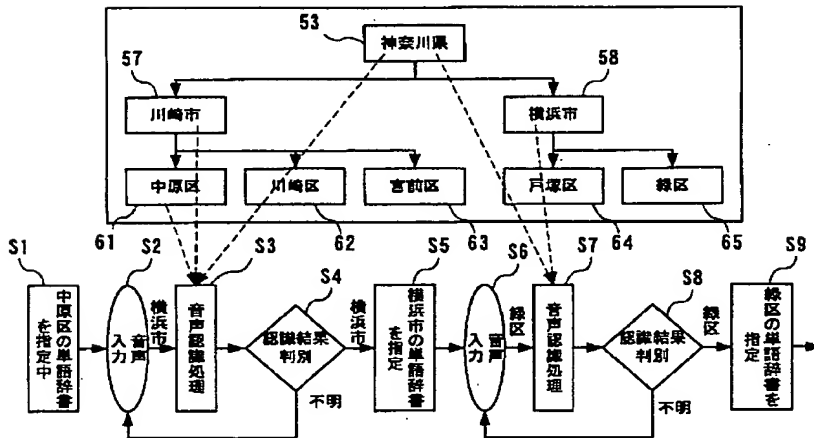 53
神奈川県
57
58
川崎市
横浜市
中原区
川崎区
宮前区
戸塚区
緑区
61
62
63
64
65
S1
S2
S3
S4
S5
S6
S7
S8
S9
中原区の単語辞書
を指定中
音声
入力
横浜市
音声認識処理
認識結果
判別
横浜市
不明
横浜市の単語辞書
を指定
音声
入力
緑区
音声認識処理
認識結果
判別
緑区
不明
緑区の単語辞書を
指定